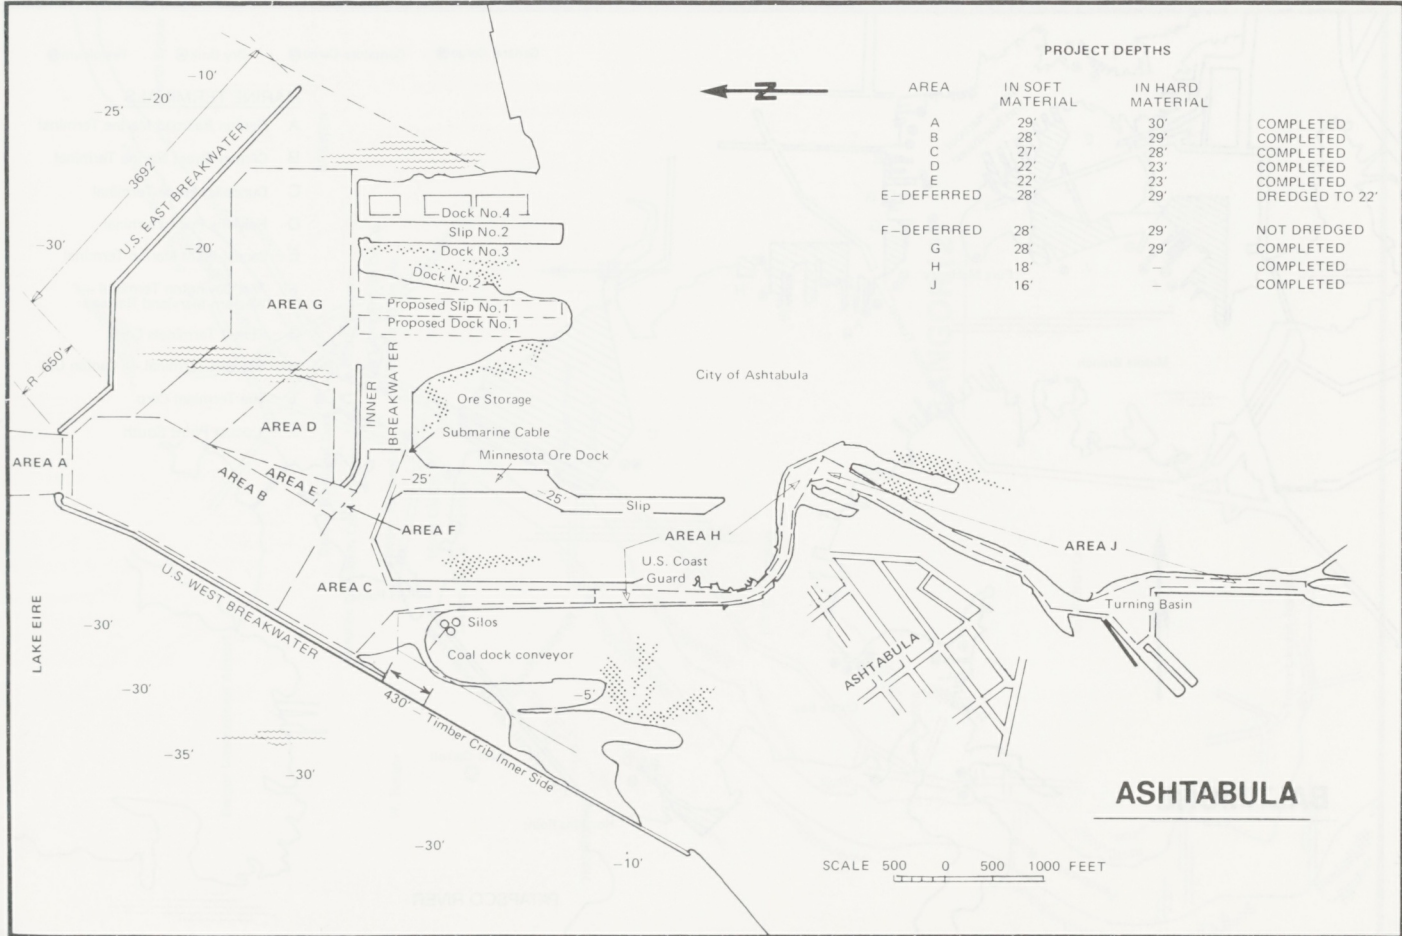 PROJECT DEPTHS
AREA IN SOFT MATERIAL IN HARD MATERIAL
A 29' 30' COMPLETED
B 28' 29' COMPLETED
C 27' 28' COMPLETED
D 22' 23' COMPLETED
E 22' 23' COMPLETED
E-DEFERRED 28' 29' DREDGED TO 22'
F-DEFERRED 28' 29' NOT DREDGED
G 28' 29' COMPLETED
H 18' – COMPLETED
J 16' – COMPLETED
N
-10'
-20'
-25'
3692'
U.S. EAST BREAKWATER
-30'
-20'
R-650'
Dock No.4
Slip No.2
Dock No.3
Dock No.2
AREA G
Proposed Slip No.1
Proposed Dock No.1
INNER BREAKWATER
City of Ashtabula
Ore Storage
AREA D
Submarine Cable
Minnesota Ore Dock
AREA A
AREA E
AREA B
-25'
-25'
Slip
AREA F
AREA H
AREA J
U.S. Coast Guard
AREA C
U.S. WEST BREAKWATER
Turning Basin
Silos
LAKE EIRE
-30'
Coal dock conveyor
ASHTABULA
-30'
430' – Timber Crib Inner Side
-5'
-35'
-30'
ASHTABULA
-30'
-10'
SCALE 500 0 500 1000 FEET